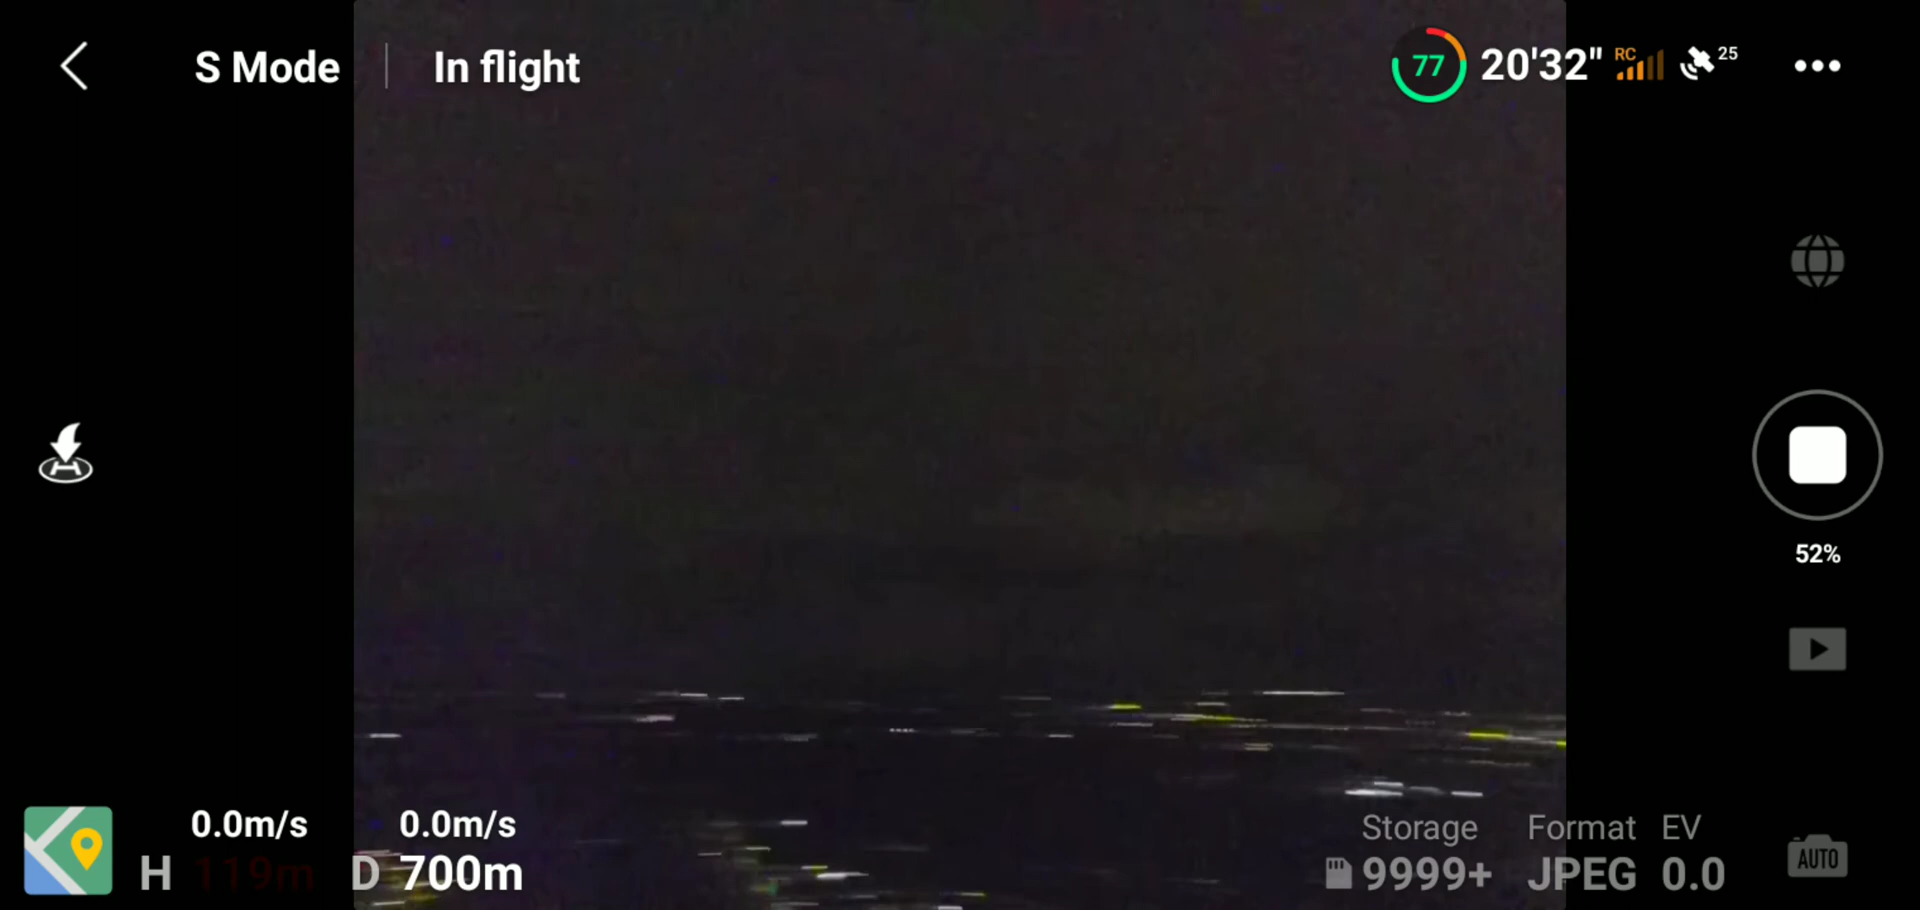 S Mode In flight 77 20'32" RC 25
52%
0.0m/s 0.0m/s
H 119m D 700m
Storage Format EV
9999+ JPEG 0.0
AUTO